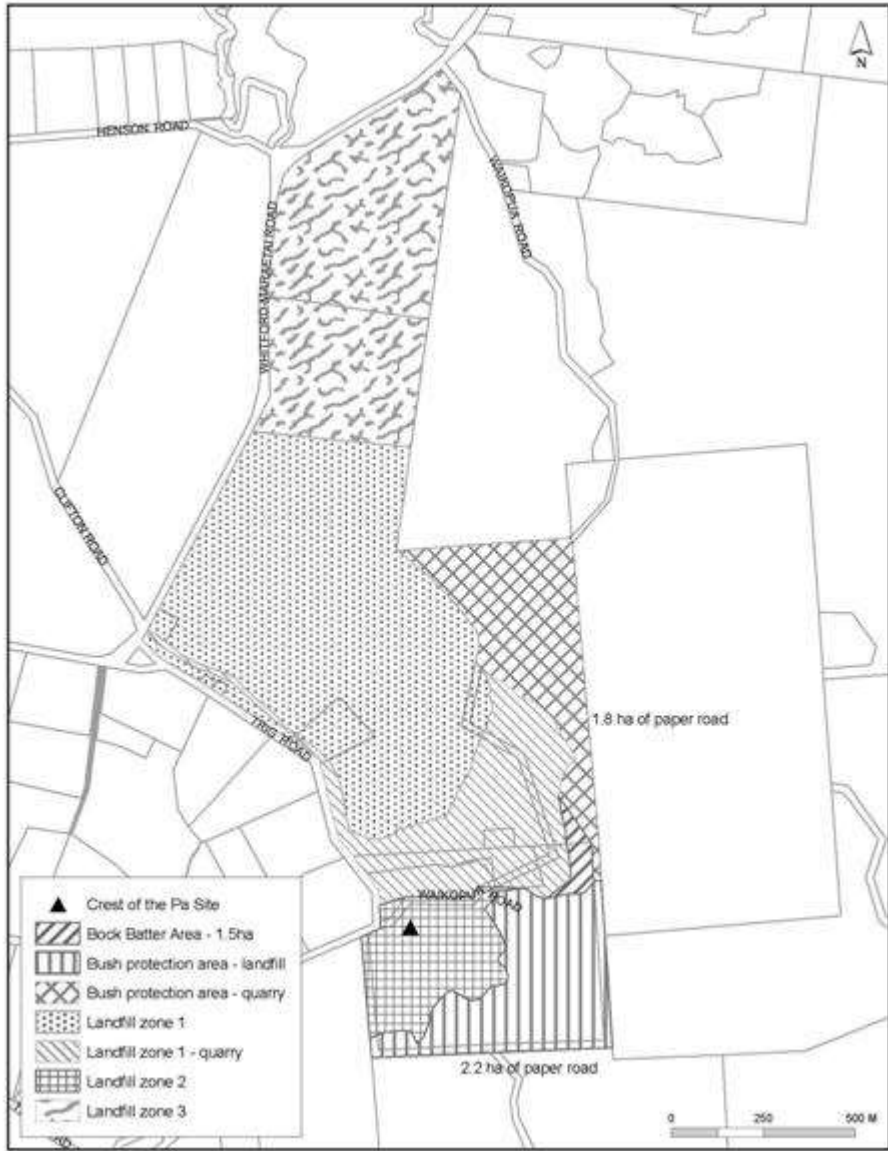 N
HENSON ROAD
WAIKOPUA ROAD
WHITFORD-MARAETAI ROAD
CLIFTON ROAD
TRIG ROAD
1.8 ha of paper road
WAIKOPUA ROAD
2.2 ha of paper road
Crest of the Pa Site
Bock Batter Area - 1.5ha
Bush protection area - landfill
Bush protection area - quarry
Landfill zone 1
Landfill zone 1 - quarry
Landfill zone 2
Landfill zone 3
0 250 500 M